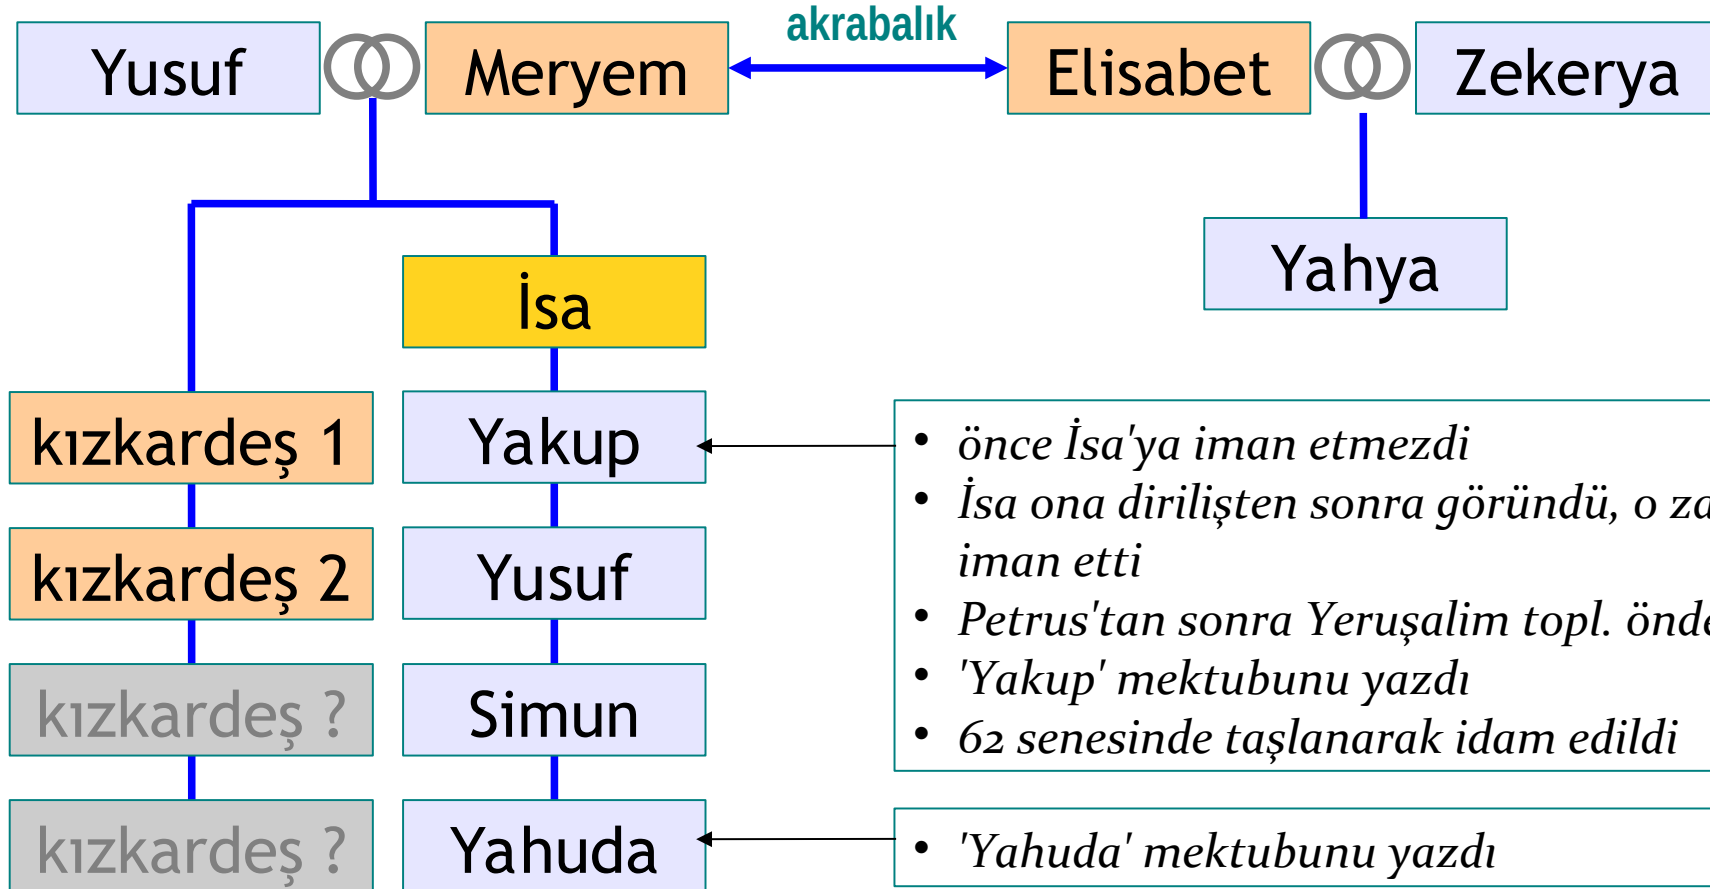 akrabalık
Yusuf
Meryem
Elisabet
Zekerya
Yahya
İsa
kızkardeş 1
Yakup
kızkardeş 2
Yusuf
kızkardeş ?
Simun
kızkardeş ?
Yahuda
• önce İsa'ya iman etmezdi
• İsa ona dirilişten sonra göründü, o
iman etti
• Petrus'tan sonra Yeruşalim topl.
• 'Yakup' mektubunu yazdı
• 62 senesinde taşlanarak idam edildi
• 'Yahuda' mektubunu yazdı